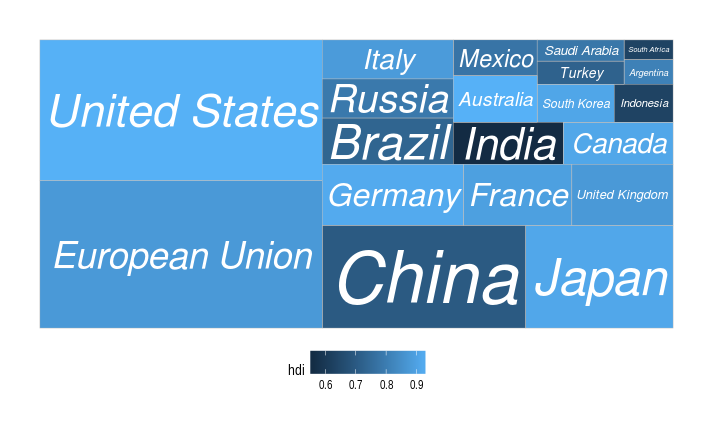 United States
Italy
Mexico
Saudi Arabia
South Africa
Turkey
Argentina
Russia
Australia
South Korea
Indonesia
Brazil
India
Canada
European Union
Germany
France
United Kingdom
China
Japan
hdi
0.6 0.7 0.8 0.9